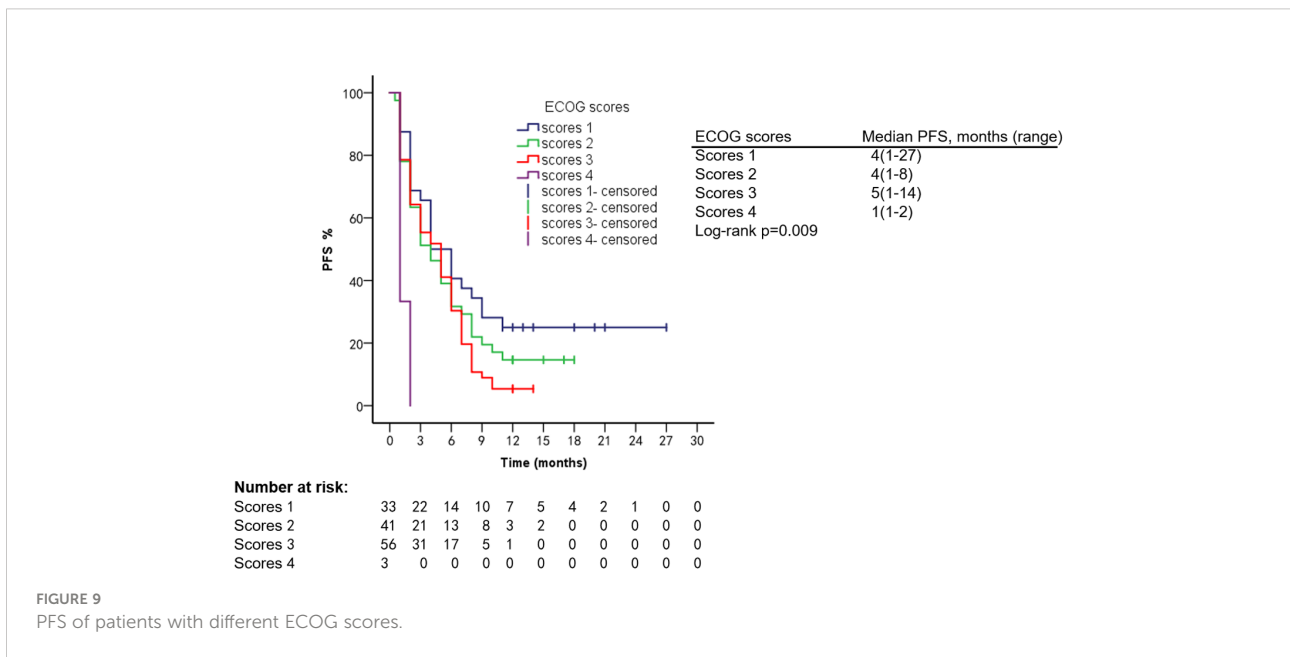 ECOG scores
scores 1
scores 2
scores 3
scores 4
scores 1- censored
scores 2- censored
scores 3- censored
scores 4- censored
100
80
60
40
20
0
PFS %
0 3 6 9 12 15 18 21 24 27 30
Time (months)
ECOG scores Median PFS, months (range)
Scores 1 4(1-27)
Scores 2 4(1-8)
Scores 3 5(1-14)
Scores 4 1(1-2)
Log-rank p=0.009
Number at risk:
Scores 1 33 22 14 10 7 5 4 2 1 0 0
Scores 2 41 21 13 8 3 2 0 0 0 0 0
Scores 3 56 31 17 5 1 0 0 0 0 0 0
Scores 4 3 0 0 0 0 0 0 0 0 0 0
FIGURE 9
PFS of patients with different ECOG scores.